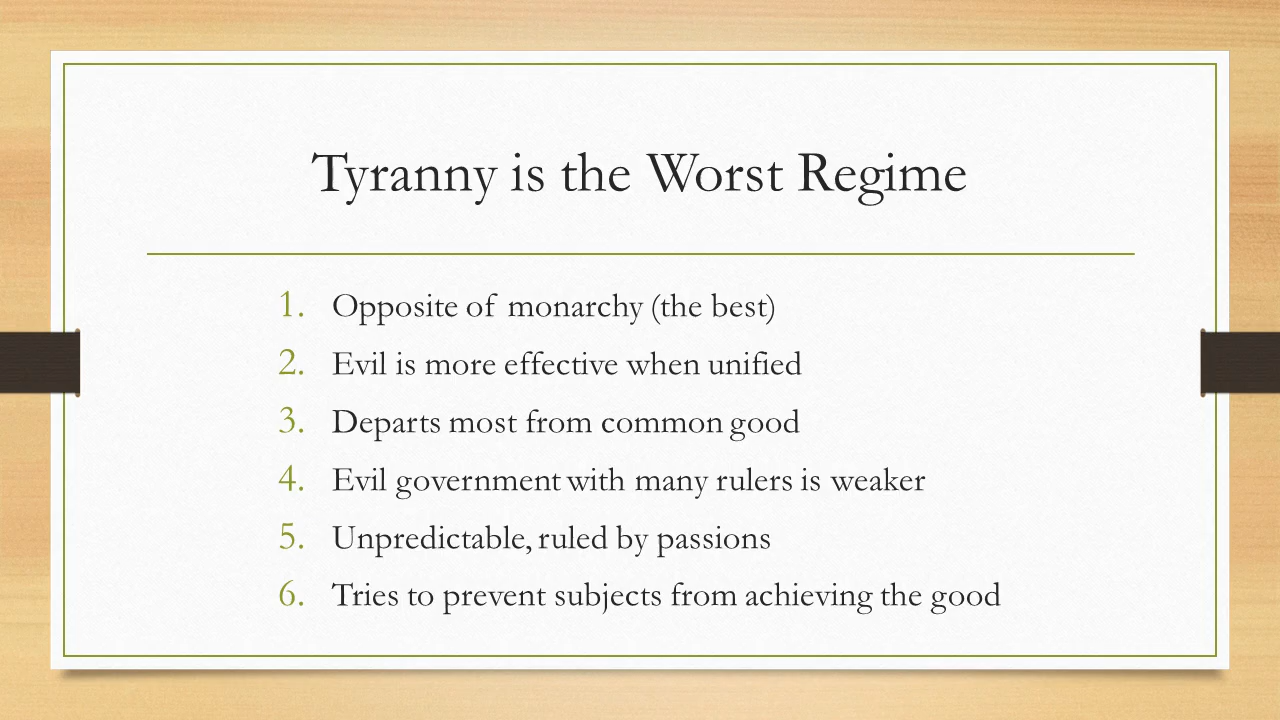 Tyranny is the Worst Regime
1. Opposite of monarchy (the best)
2. Evil is more effective when unified
3. Departs most from common good
4. Evil government with many rulers is weaker
5. Unpredictable, ruled by passions
6. Tries to prevent subjects from achieving the good